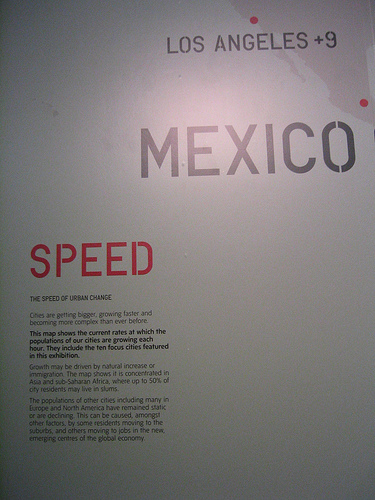 LOS ANGELES +9
MEXICO
SPEED
THE SPEED OF URBAN CHANGE
Cities are getting bigger, growing faster and
becoming more complex than ever before.
This map shows the current rates at which the
populations of our cities are growing each
hour. They include the ten focus cities featured
in this exhibition.
Growth may be driven by natural increase or
immigration. The map shows it is concentrated in
Asia and sub-Saharan Africa, where up to 50% of
city residents may live in slums.
The populations of other cities including many in
Europe and North America have remained static
or are declining. This can be caused, amongst
other factors, by some residents moving to the
suburbs, and others moving to jobs in the new,
emerging centres of the global economy.